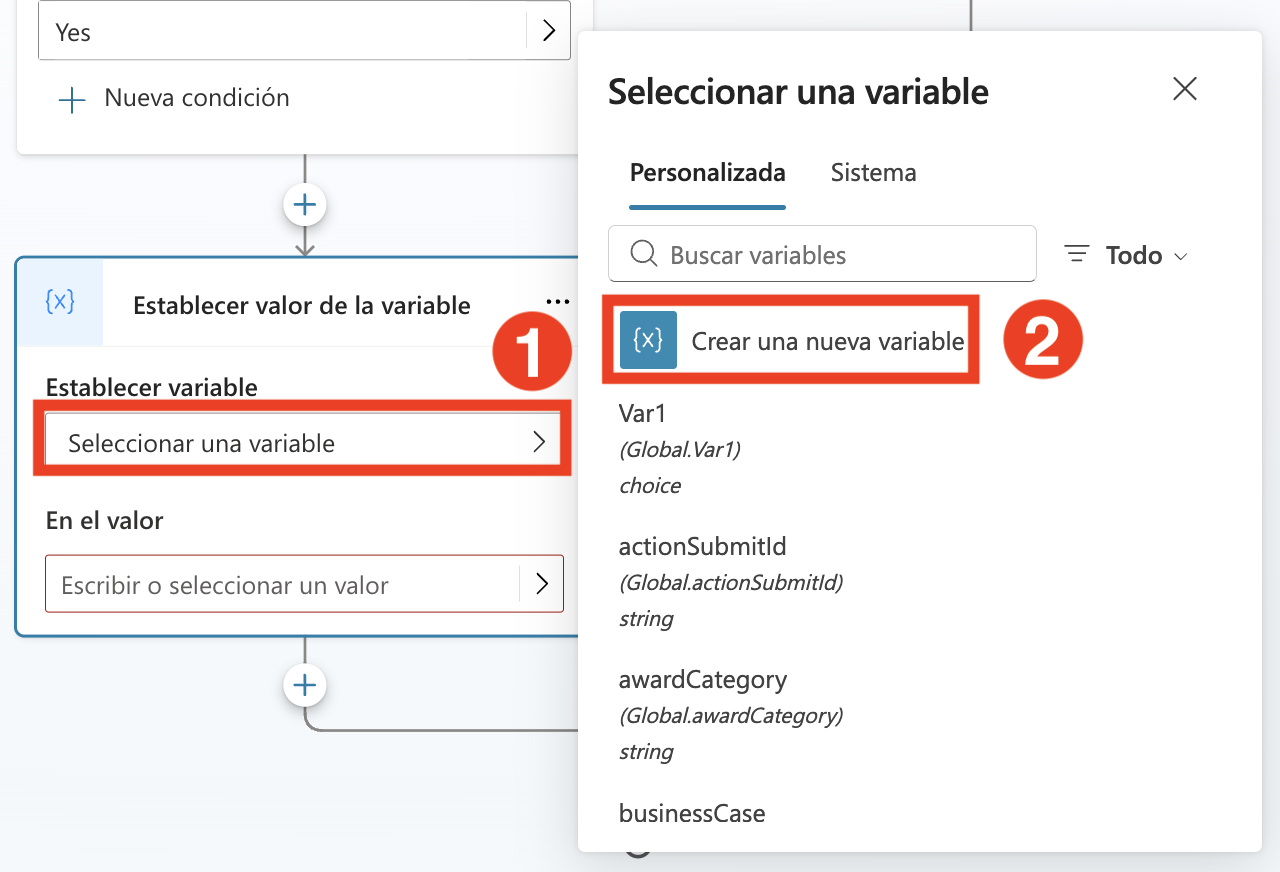 Yes
Nueva condición
{x} Establecer valor de la variable ...
1
Establecer variable
Seleccionar una variable
En el valor
Escribir o seleccionar un valor
Seleccionar una variable
Personalizada Sistema
Buscar variables Todo
{x} Crear una nueva variable 2
Var1
(Global.Var1)
choice
actionSubmitId
(Global.actionSubmitId)
string
awardCategory
(Global.awardCategory)
string
businessCase